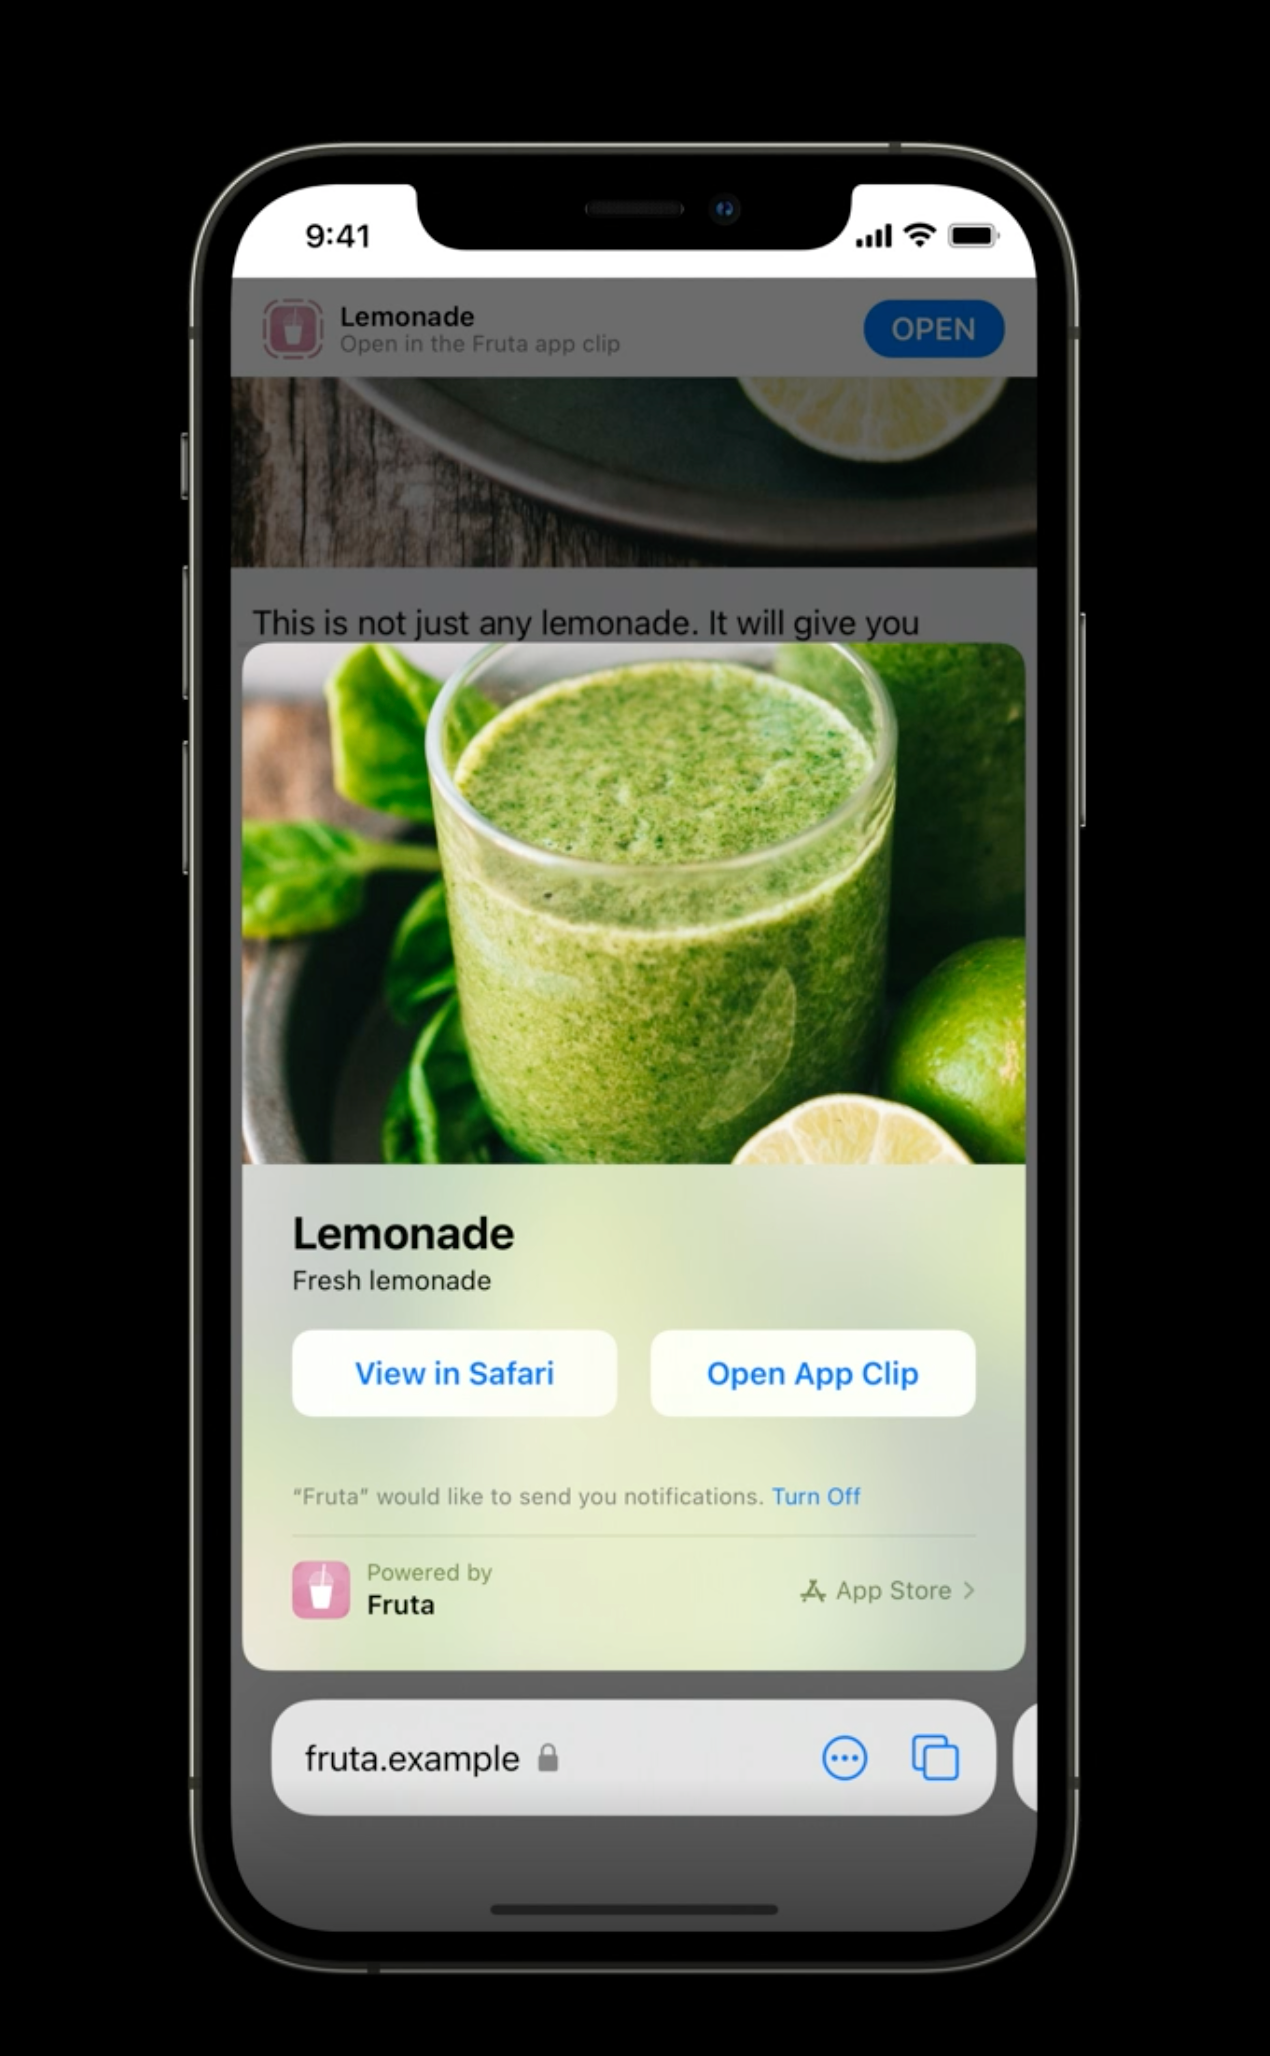 9:41
Lemonade
Open in the Fruta app clip
OPEN
This is not just any lemonade. It will give you
Lemonade
Fresh lemonade
View in Safari
Open App Clip
“Fruta” would like to send you notifications. Turn Off
Powered by
Fruta
App Store
fruta.example